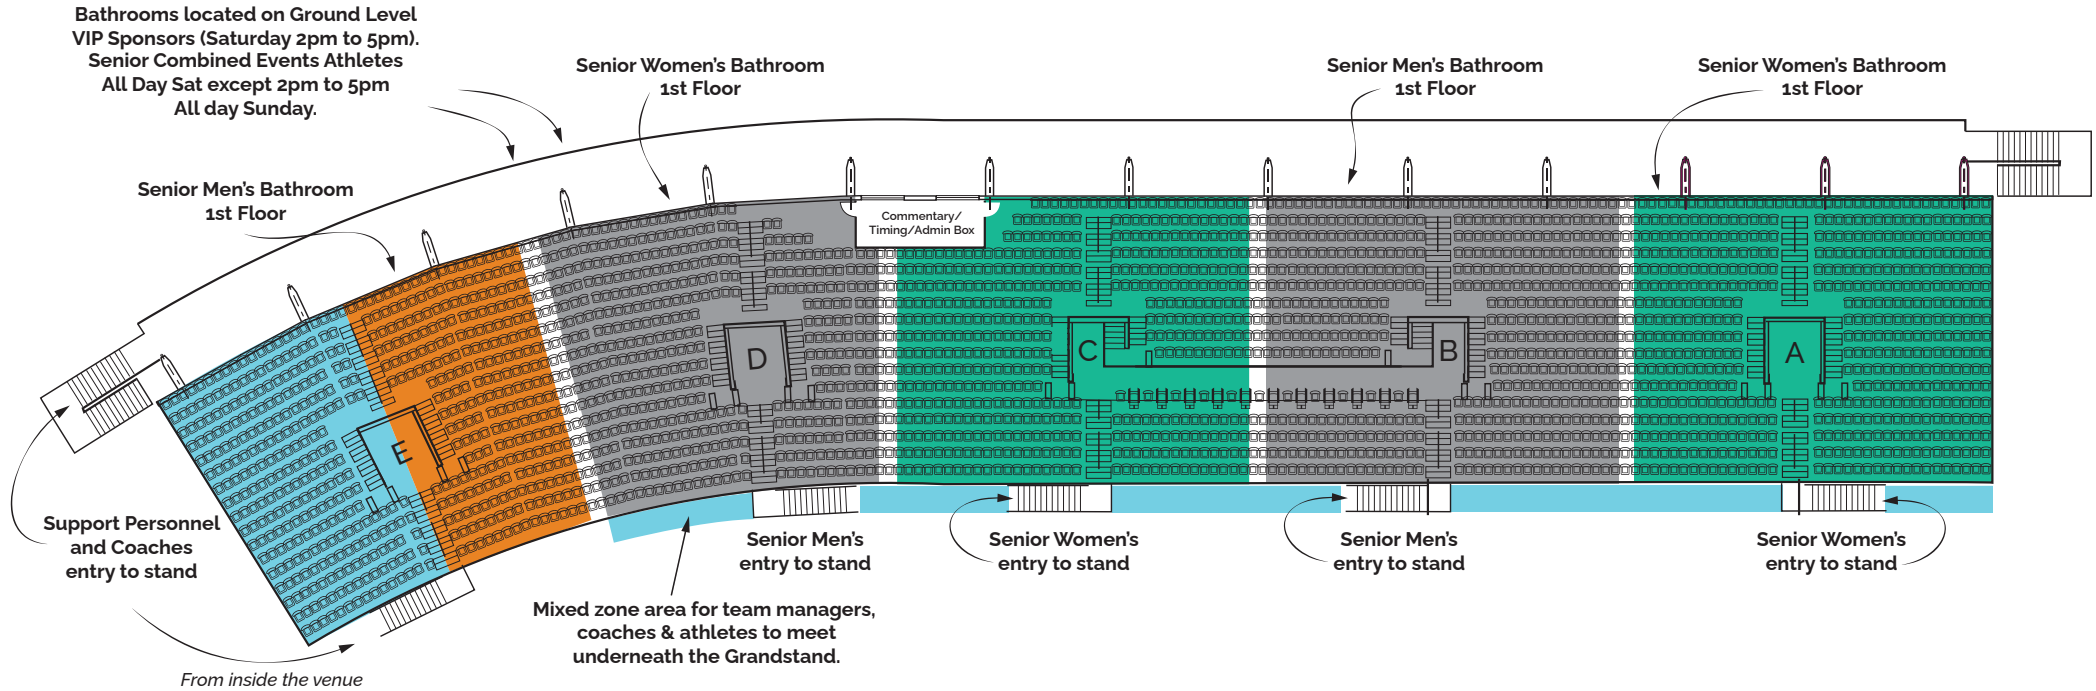 Bathrooms located on Ground Level
VIP Sponsors (Saturday 2pm to 5pm).
Senior Combined Events Athletes
All Day Sat except 2pm to 5pm
All day Sunday.
Senior Women's Bathroom
1st Floor
Senior Men's Bathroom
1st Floor
Senior Women's Bathroom
1st Floor
Senior Men's Bathroom
1st Floor
Commentary/
Timing/Admin Box
E
D
C
B
A
Support Personnel
and Coaches
entry to stand
Senior Men's
entry to stand
Senior Women's
entry to stand
Senior Men's
entry to stand
Senior Women's
entry to stand
Mixed zone area for team managers,
coaches & athletes to meet
underneath the Grandstand.
From inside the venue